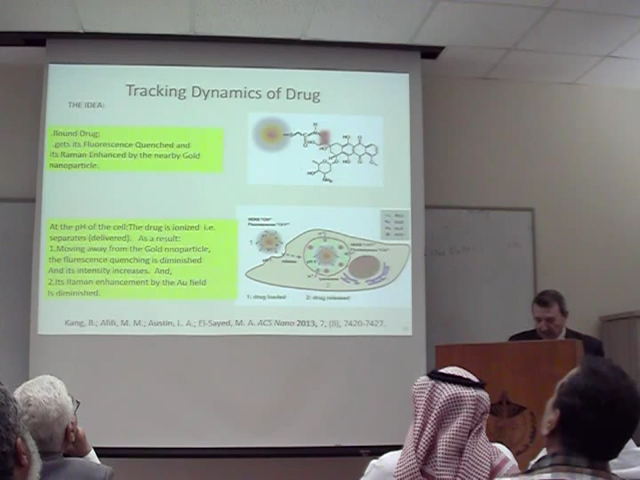 Tracking Dynamics of Drug
THE IDEA:
.Bound Drug:
.gets its Fluorescence Quenched and
its Raman Enhanced by the nearby Gold
nanoparticle.
At the pH of the cell:The drug is ionized i.e.
separates (delivered). As a result:
1.Moving away from the Gold nnoparticle,
the flurescence quenching is diminished
And its intensity increases. And,
2.Its Raman enhancement by the Au field
Is diminished.
1: drug loaded
2: drug released
Kang, B.; Afifi, M. M.; Austin, L. A.; El-Sayed, M. A. ACS Nano 2013, 7, (8), 7420-7427.